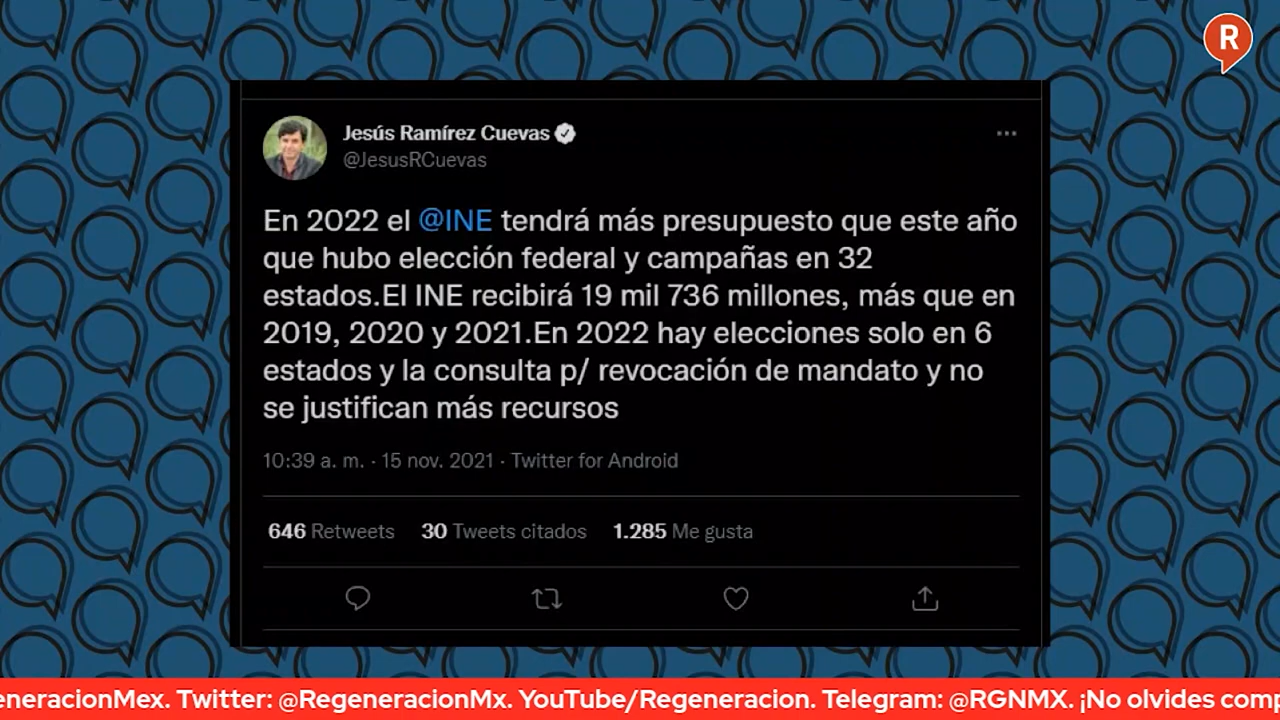 R
Jesús Ramírez Cuevas
@JesusRCuevas
En 2022 el @INE tendrá más presupuesto que este año
que hubo elección federal y campañas en 32
estados.El INE recibirá 19 mil 736 millones, más que en
2019, 2020 y 2021.En 2022 hay elecciones solo en 6
estados y la consulta p/ revocación de mandato y no
se justifican más recursos
10:39 a. m. · 15 nov. 2021 · Twitter for Android
646 Retweets 30 Tweets citados 1.285 Me gusta
eneracionMex. Twitter: @RegeneracionMx. YouTube/Regeneracion. Telegram: @RGNMX. ¡No olvides comp